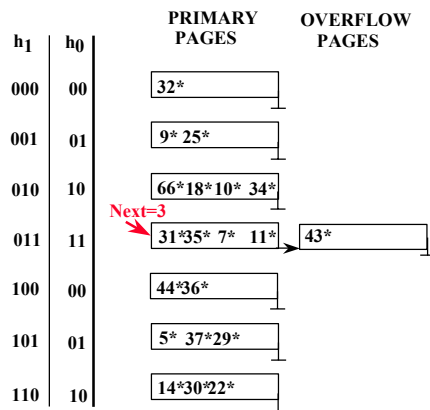 PRIMARY PAGES
OVERFLOW PAGES
h1 h0
000 00 32*
001 01 9* 25*
010 10 66*18*10* 34*
Next=3
011 11 31*35* 7* 11* 43*
100 00 44*36*
101 01 5* 37*29*
110 10 14*30*22*